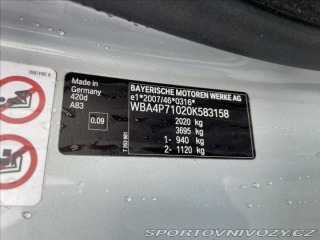 Made in
Germany
420d
A83
0.09
BAYERISCHE MOTOREN WERKE AG
e1*2007/46*0316*
WBA4P71020K583158
2020 kg
3695 kg
1- 940 kg
2- 1120 kg
SPORTOVNIVOZY.CZ